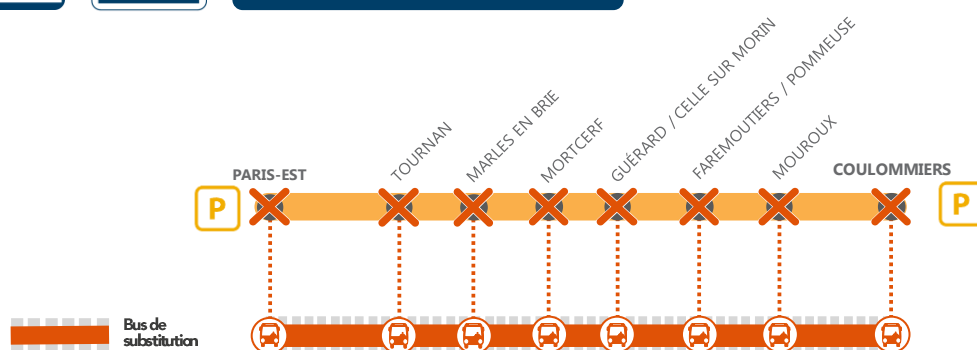 PARIS-EST
TOURNAN
MARLES EN BRIE
MORTCERF
GUÉRARD / CELLE SUR MORIN
FAREMOUTIERS / POMMEUSE
MOUROUX
COULOMMIERS
P
P
Bus de
substitution